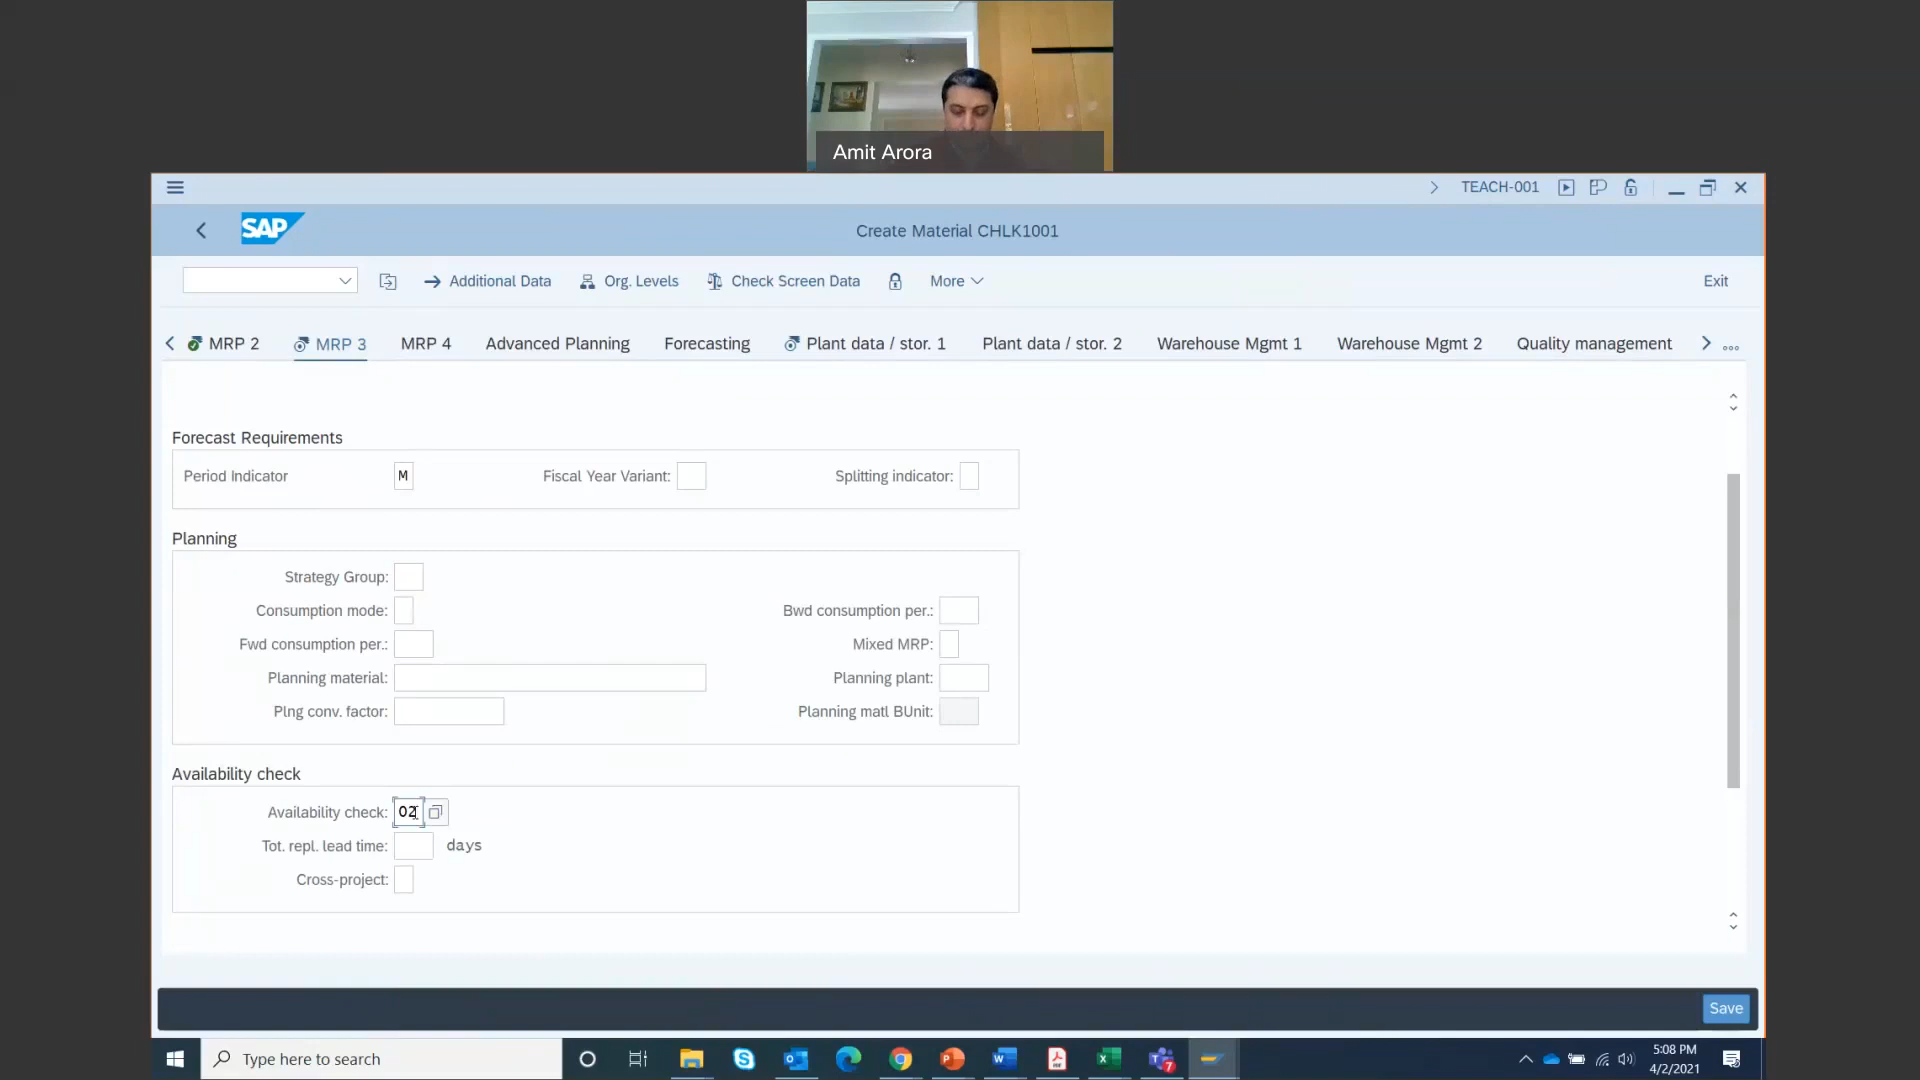 Amit Arora
TEACH-001
SAP
Create Material CHLK1001
Additional Data
Org. Levels
Check Screen Data
More
Exit
MRP 2
MRP 3
MRP 4
Advanced Planning
Forecasting
Plant data / stor. 1
Plant data / stor. 2
Warehouse Mgmt 1
Warehouse Mgmt 2
Quality management
Forecast Requirements
Period Indicator M
Fiscal Year Variant:
Splitting indicator:
Planning
Strategy Group:
Consumption mode:
Bwd consumption per.:
Fwd consumption per.:
Mixed MRP:
Planning material:
Planning plant:
Plng conv. factor:
Planning matl BUnit:
Availability check
Availability check: 02
Tot. repl. lead time: days
Cross-project:
Save
Type here to search
7
5:08 PM
4/2/2021